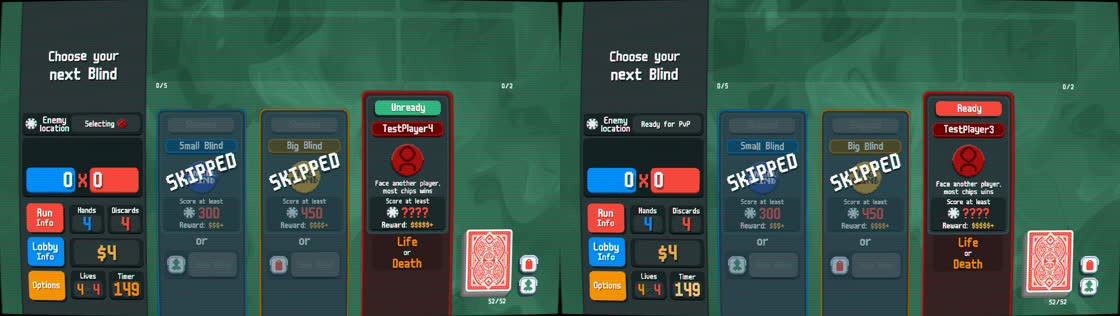 Choose your
next Blind
Enemy
location
Selecting
0 X 0
Run
Info
Hands
4
Discards
4
Lobby
Info
$4
Options
Lives
4
4
Timer
149
0/5
0/2
Small Blind
SKIPPED
Score at least
300
Reward: $$$+
or
Big Blind
SKIPPED
Score at least
450
Reward: $$$$+
or
Unready
TestPlayer4
Face another player,
most chips wins
Score at least
????
Reward: $$$$$+
Life
or
Death
52/52
Choose your
next Blind
Enemy
location
Ready for PvP
0 X 0
Run
Info
Hands
4
Discards
4
Lobby
Info
$4
Options
Lives
4
4
Timer
149
0/5
0/2
Small Blind
SKIPPED
Score at least
300
Reward: $$$+
or
Big Blind
SKIPPED
Score at least
450
Reward: $$$$+
or
Ready
TestPlayer3
Face another player,
most chips wins
Score at least
????
Reward: $$$$$+
Life
or
Death
52/52